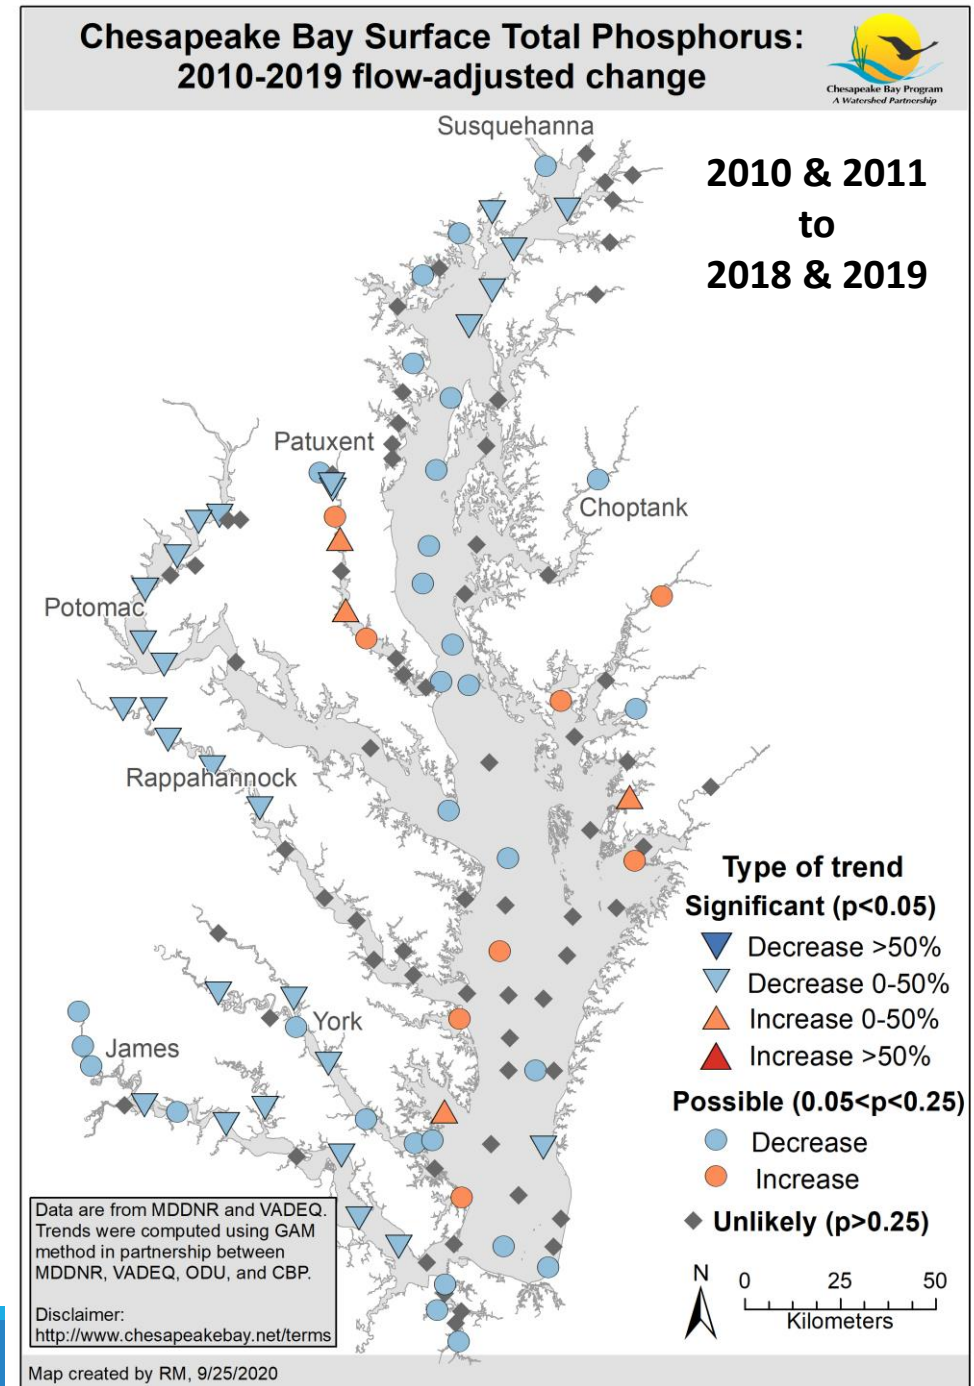 Chesapeake Bay Surface Total Phosphorus:
2010-2019 flow-adjusted change
Chesapeake Bay Program
A Watershed Partnership
Susquehanna
2010 & 2011
to
2018 & 2019
Patuxent
Choptank
Potomac
Rappahannock
York
James
Type of trend
Significant (p<0.05)
Decrease >50%
Decrease 0-50%
Increase 0-50%
Increase >50%
Possible (0.05<p<0.25)
Decrease
Increase
Unlikely (p>0.25)
N
0 25 50
Kilometers
Data are from MDDNR and VADEQ.
Trends were computed using GAM
method in partnership between
MDDNR, VADEQ, ODU, and CBP.
Disclaimer:
http://www.chesapeakebay.net/terms
Map created by RM, 9/25/2020